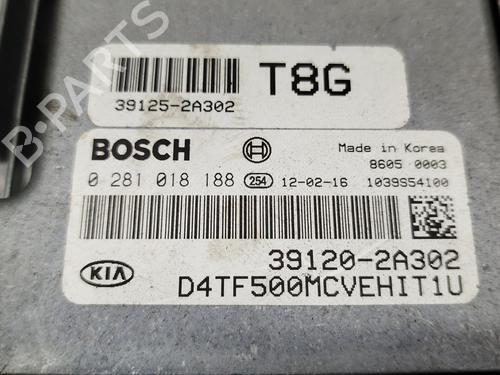 B-PARTS
T8G
39125-2A302
BOSCH
Made in Korea
8605 0003
0 281 018 188 254 12-02-16 1039S54100
39120-2A302
KIA
D4TF500MCVEHIT1U